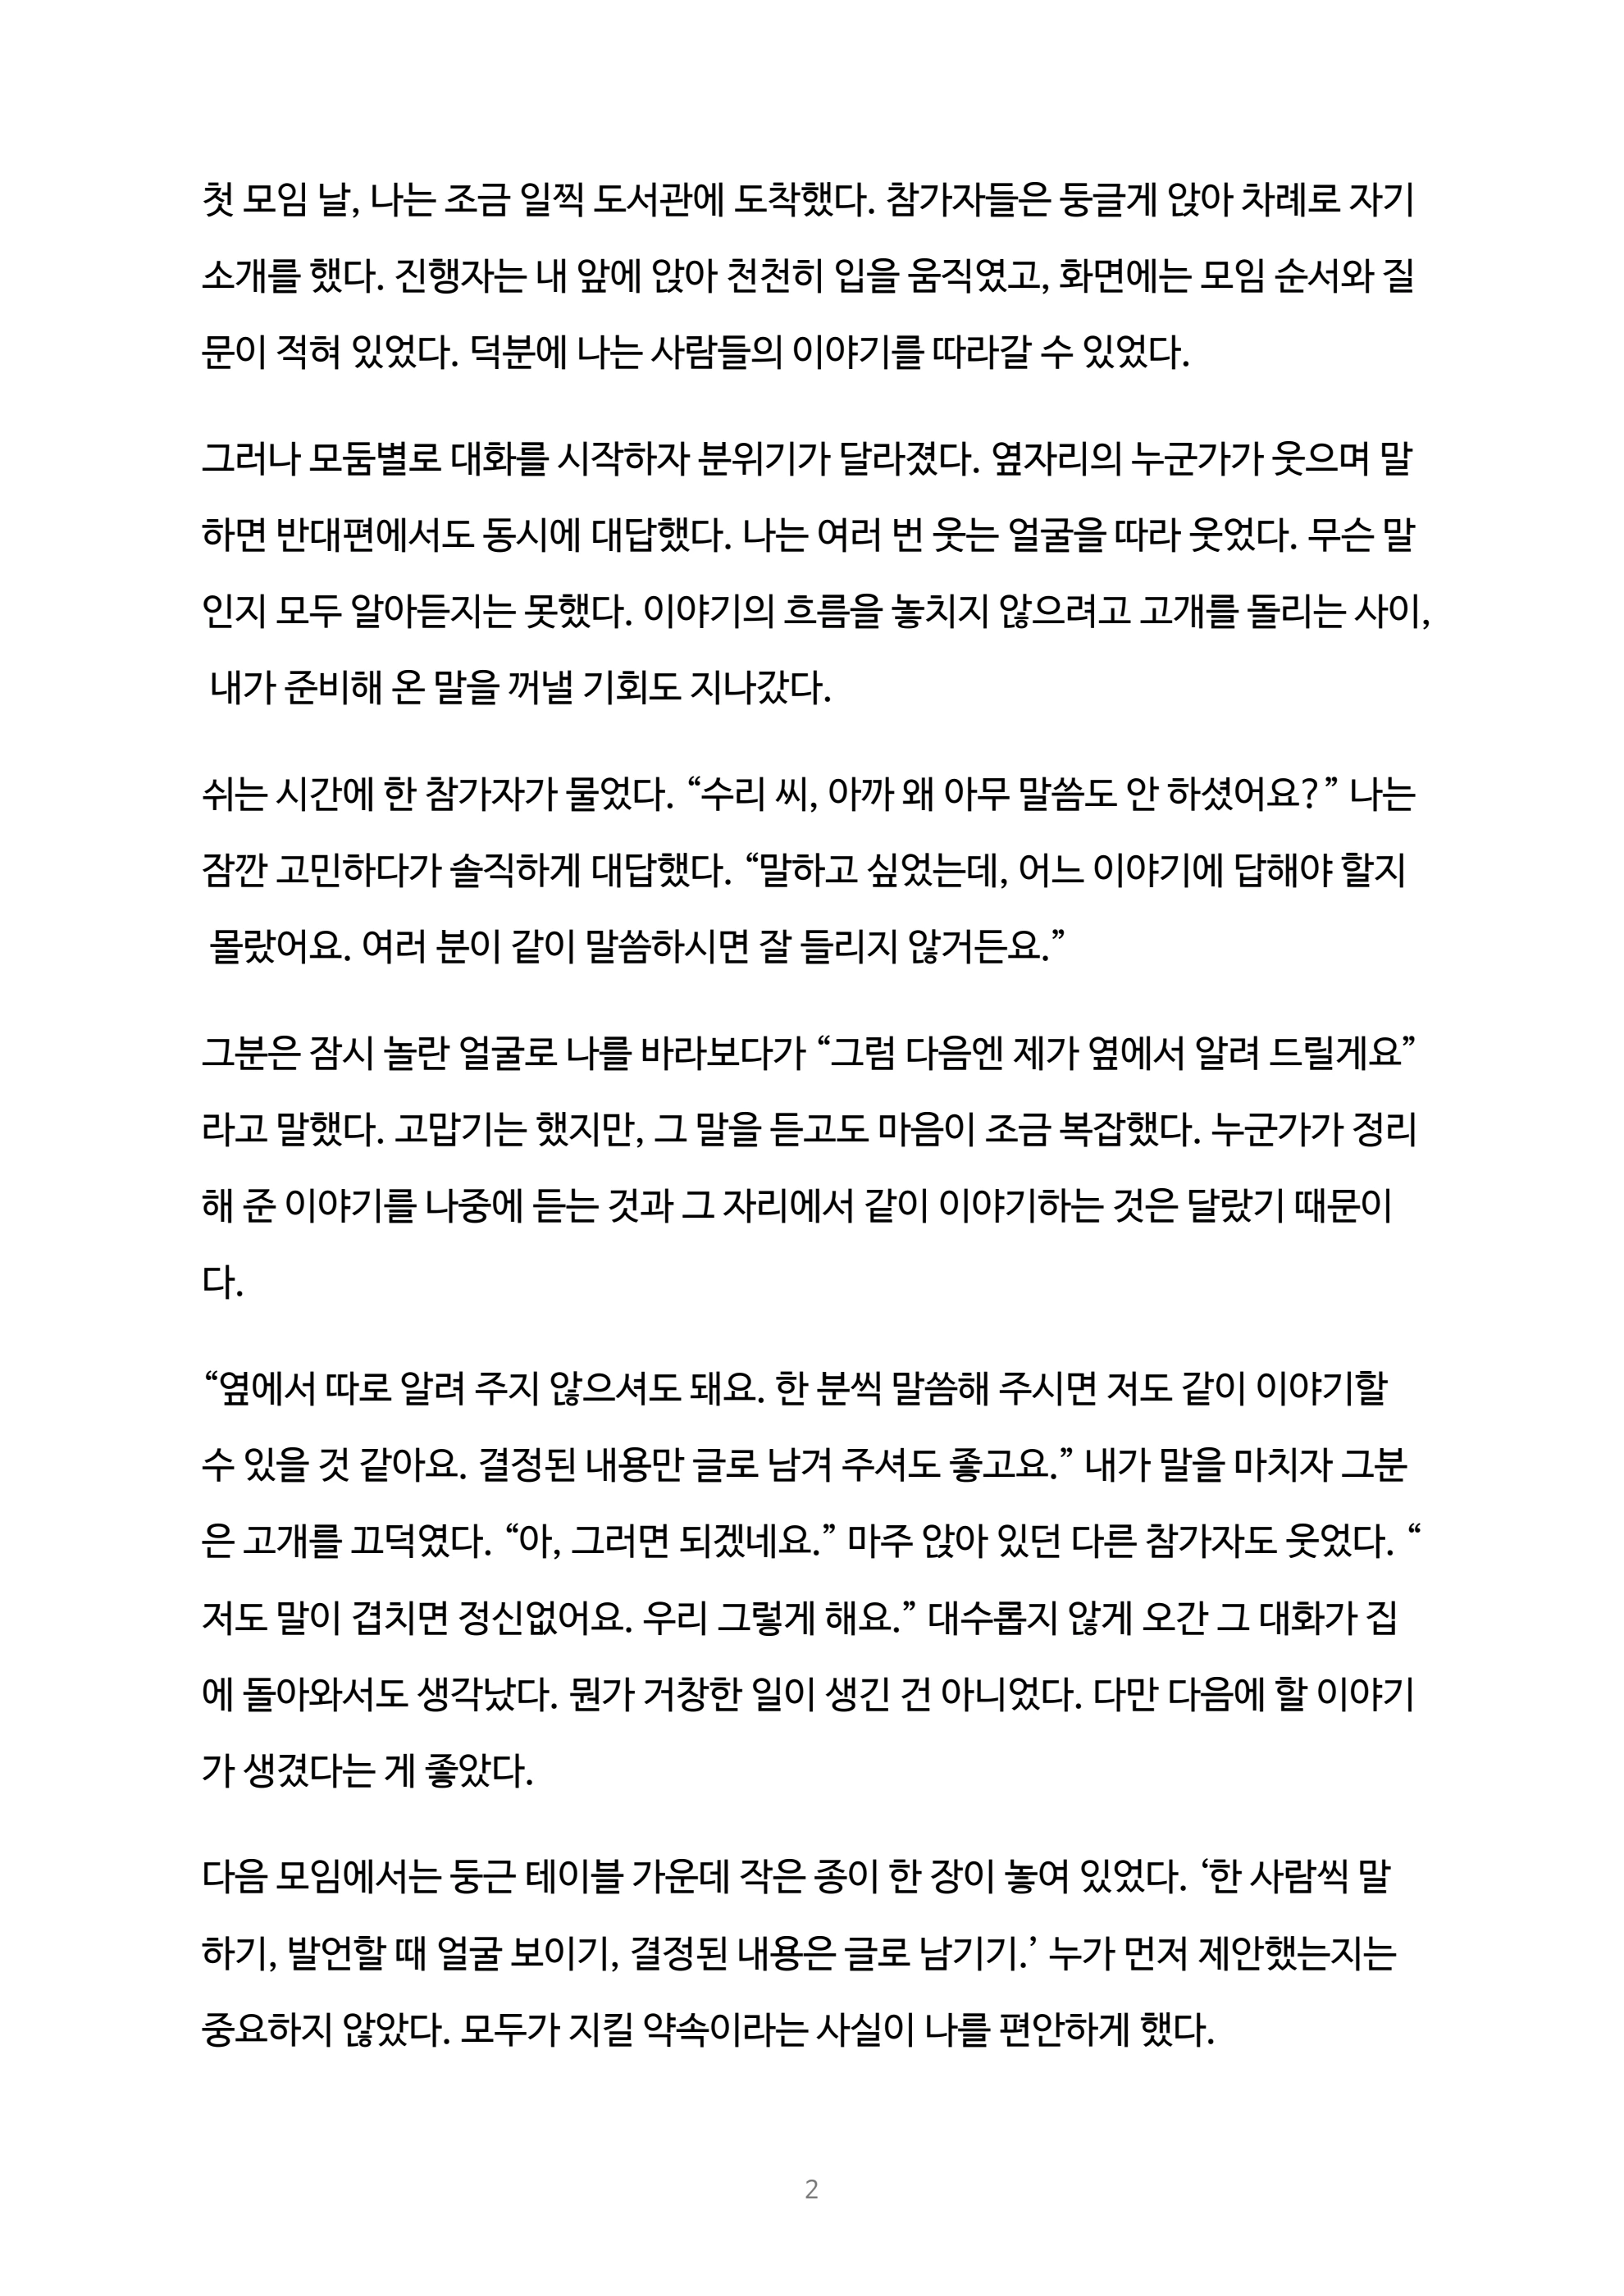 첫 모임 날, 나는 조금 일찍 도서관에 도착했다. 참가자들은 둥글게 앉아 차례로 자기
소개를 했다. 진행자는 내 앞에 앉아 천천히 입을 움직였고, 화면에는 모임 순서와 질
문이 적혀 있었다. 덕분에 나는 사람들의 이야기를 따라갈 수 있었다.
그러나 모둠별로 대화를 시작하자 분위기가 달라졌다. 옆자리의 누군가가 웃으며 말
하면 반대편에서도 동시에 대답했다. 나는 여러 번 웃는 얼굴을 따라 웃었다. 무슨 말
인지 모두 알아듣지는 못했다. 이야기의 흐름을 놓치지 않으려고 고개를 돌리는 사이,
내가 준비해 온 말을 꺼낼 기회도 지나갔다.
쉬는 시간에 한 참가자가 물었다. “수리 씨, 아까 왜 아무 말씀도 안 하셨어요?” 나는
잠깐 고민하다가 솔직하게 대답했다. “말하고 싶었는데, 어느 이야기에 답해야 할지
몰랐어요. 여러 분이 같이 말씀하시면 잘 들리지 않거든요.”
그분은 잠시 놀란 얼굴로 나를 바라보다가 “그럼 다음엔 제가 옆에서 알려 드릴게요”
라고 말했다. 고맙기는 했지만, 그 말을 듣고도 마음이 조금 복잡했다. 누군가가 정리
해 준 이야기를 나중에 듣는 것과 그 자리에서 같이 이야기하는 것은 달랐기 때문이
다.
“옆에서 따로 알려 주지 않으셔도 돼요. 한 분씩 말씀해 주시면 저도 같이 이야기할
수 있을 것 같아요. 결정된 내용만 글로 남겨 주셔도 좋고요.” 내가 말을 마치자 그분
은 고개를 끄덕였다. “아, 그러면 되겠네요.” 마주 앉아 있던 다른 참가자도 웃었다. “
저도 말이 겹치면 정신없어요. 우리 그렇게 해요.” 대수롭지 않게 오간 그 대화가 집
에 돌아와서도 생각났다. 뭔가 거창한 일이 생긴 건 아니었다. 다만 다음에 할 이야기
가 생겼다는 게 좋았다.
다음 모임에서는 둥근 테이블 가운데 작은 종이 한 장이 놓여 있었다. ‘한 사람씩 말
하기, 발언할 때 얼굴 보이기, 결정된 내용은 글로 남기기.’ 누가 먼저 제안했는지는
중요하지 않았다. 모두가 지킬 약속이라는 사실이 나를 편안하게 했다.
2